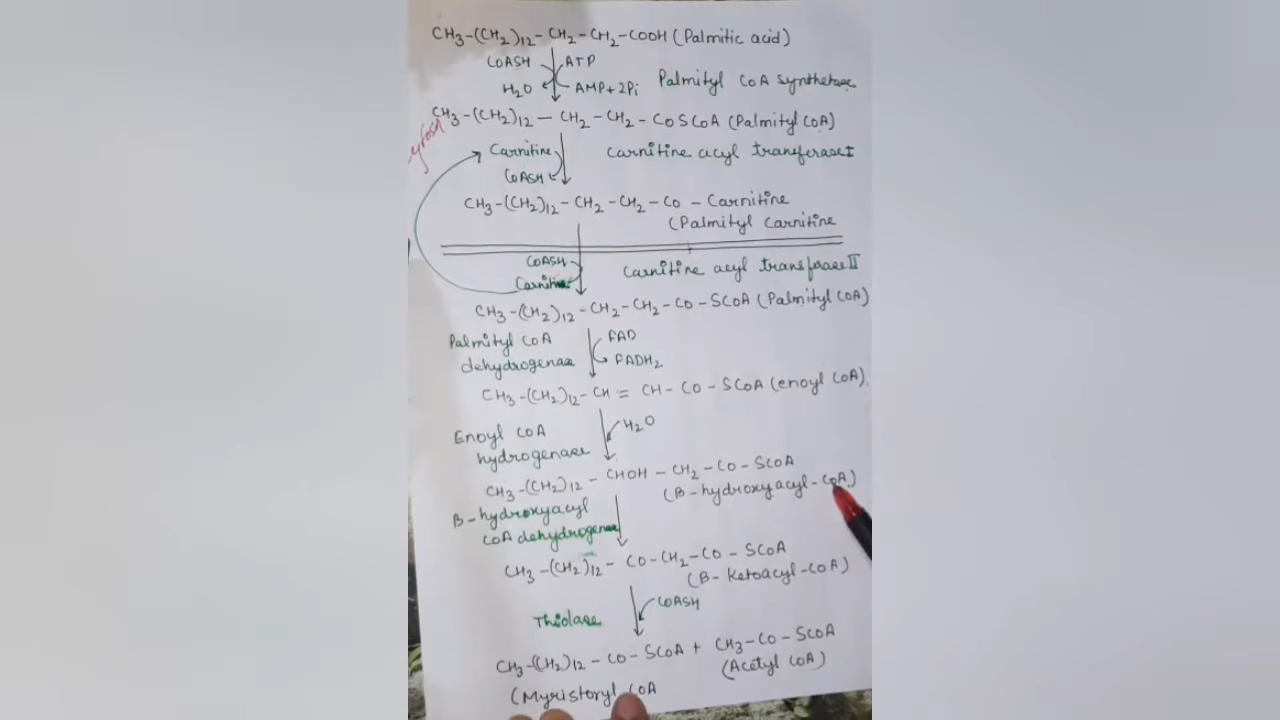 CH3-(CH2)12-CH2-CH2-COOH (Palmitic acid)
COASH ATP
H2O AMP+2Pi Palmityl COA synthetase
CH3-(CH2)12-CH2-CH2-COSCOA (Palmityl COA)
Carnitine Carnitine acyl transferase I
COASH
CH3-(CH2)12-CH2-CH2-CO-Carnitine
(Palmityl carnitine
COASH Carnitine acyl transferase II
Carnitine
CH3-(CH2)12-CH2-CH2-CO-SCOA (Palmityl COA)
Palmityl COA FAD
dehydrogenase FADH2
CH3-(CH2)12-CH=CH-CO-SCOA (enoyl COA)
Enoyl COA H2O
hydrogenase
CH3-(CH2)12-CHOH-CH2-CO-SCOA
(B-hydroxyacyl-COA)
B-hydroxyacyl
COA dehydrogenase
CH3-(CH2)12-CO-CH2-CO-SCOA
(B-Ketoacyl-COA)
Thiolase COASH
CH3-(CH2)12-CO-SCOA + CH3-CO-SCOA
(Acetyl COA)
(Myristoryl COA